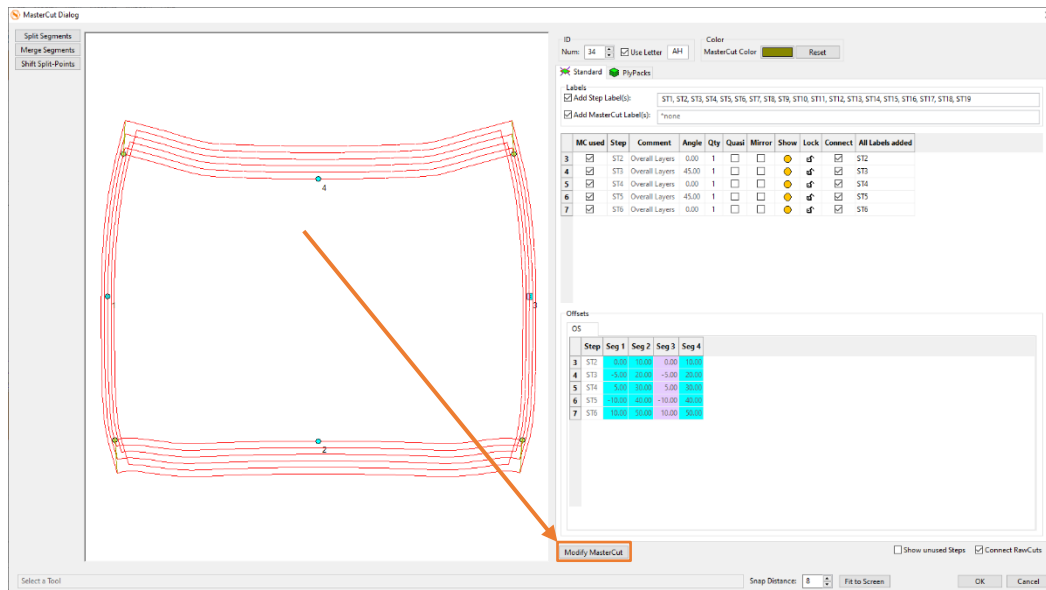 MasterCut Dialog
Split Segments
Merge Segments
Shift Split-Points
4
1
3
2
ID
Num: 34 Use Letter AH
Color
MasterCut Color Reset
Standard PlyPacks
Labels
Add Step Label(s): ST1, ST2, ST3, ST4, ST5, ST6, ST7, ST8, ST9, ST10, ST11, ST12, ST13, ST14, ST15, ST16, ST17, ST18, ST19
Add MasterCut Label(s): *none
MC used Step Comment Angle Qty Quasi Mirror Show Lock Connect All Labels added
3 ST2 Overall Layers 0.00 1 ST2
4 ST3 Overall Layers 45.00 1 ST3
5 ST4 Overall Layers 0.00 1 ST4
6 ST5 Overall Layers 45.00 1 ST5
7 ST6 Overall Layers 0.00 1 ST6
Offsets
OS
Step Seg 1 Seg 2 Seg 3 Seg 4
3 ST2 0.00 10.00 0.00 10.00
4 ST3 -5.00 20.00 -5.00 20.00
5 ST4 5.00 30.00 5.00 30.00
6 ST5 -10.00 40.00 -10.00 40.00
7 ST6 10.00 50.00 10.00 50.00
Modify MasterCut
Show unused Steps Connect RawCuts
Select a Tool
Snap Distance: 8 Fit to Screen OK Cancel